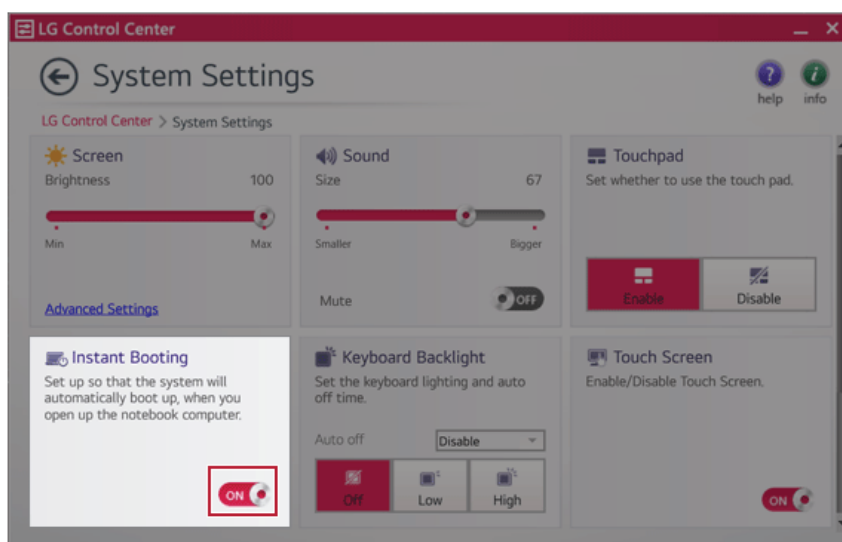 LG Control Center
System Settings
help
info
LG Control Center > System Settings
Screen
Brightness 100
Min Max
Advanced Settings
Sound
Size 67
Smaller Bigger
Mute OFF
Touchpad
Set whether to use the touch pad.
Enable Disable
Instant Booting
Set up so that the system will
automatically boot up, when you
open up the notebook computer.
ON
Keyboard Backlight
Set the keyboard lighting and auto
off time.
Auto off Disable
Off Low High
Touch Screen
Enable/Disable Touch Screen.
ON